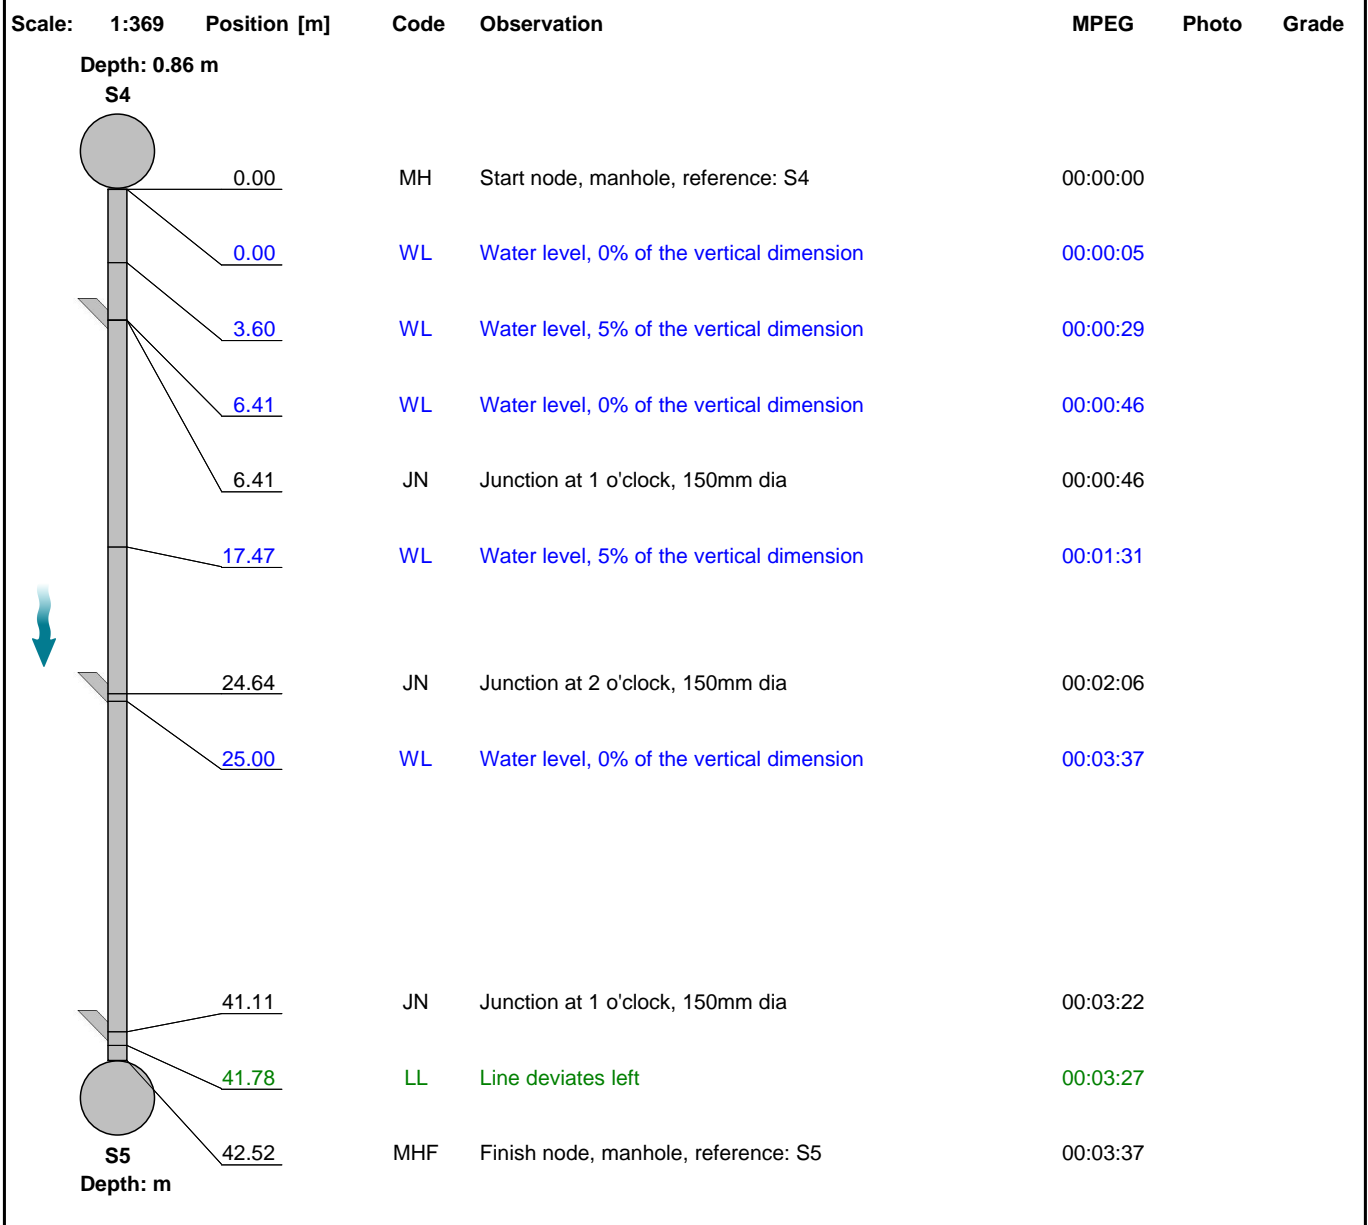 Scale: 1:369 Position [m] Code Observation MPEG Photo Grade
Depth: 0.86 m
S4
0.00 MH Start node, manhole, reference: S4 00:00:00
0.00 WL Water level, 0% of the vertical dimension 00:00:05
3.60 WL Water level, 5% of the vertical dimension 00:00:29
6.41 WL Water level, 0% of the vertical dimension 00:00:46
6.41 JN Junction at 1 o'clock, 150mm dia 00:00:46
17.47 WL Water level, 5% of the vertical dimension 00:01:31
24.64 JN Junction at 2 o'clock, 150mm dia 00:02:06
25.00 WL Water level, 0% of the vertical dimension 00:03:37
41.11 JN Junction at 1 o'clock, 150mm dia 00:03:22
41.78 LL Line deviates left 00:03:27
42.52 MHF Finish node, manhole, reference: S5 00:03:37
S5
Depth: m